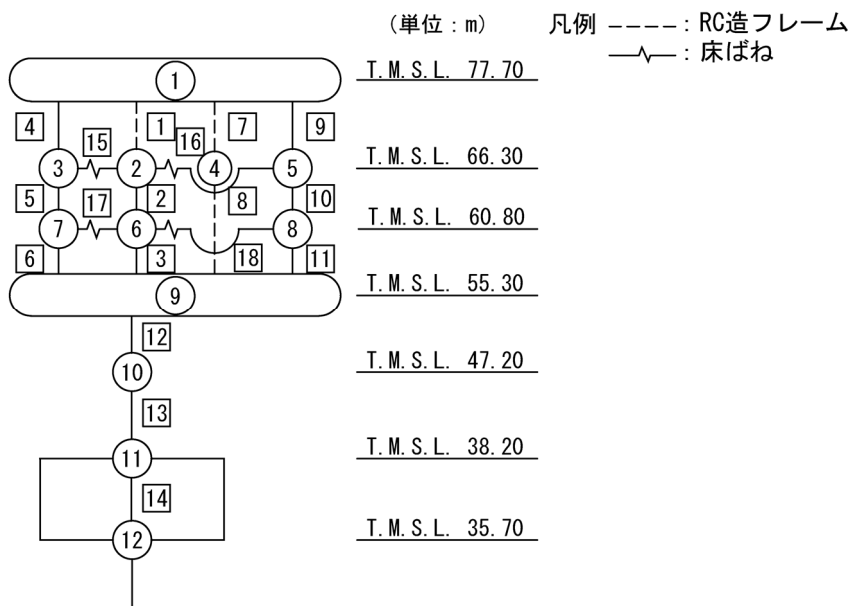 (単位:m) 凡例 ----: RC造フレーム
: 床ばね
1 T.M.S.L. 77.70
4 1 7 9
15 16
3 2 4 5 T.M.S.L. 66.30
5 17 2 8 10
7 6 8 T.M.S.L. 60.80
6 3 18 11
9 T.M.S.L. 55.30
12
10 T.M.S.L. 47.20
13
11 T.M.S.L. 38.20
14
12 T.M.S.L. 35.70